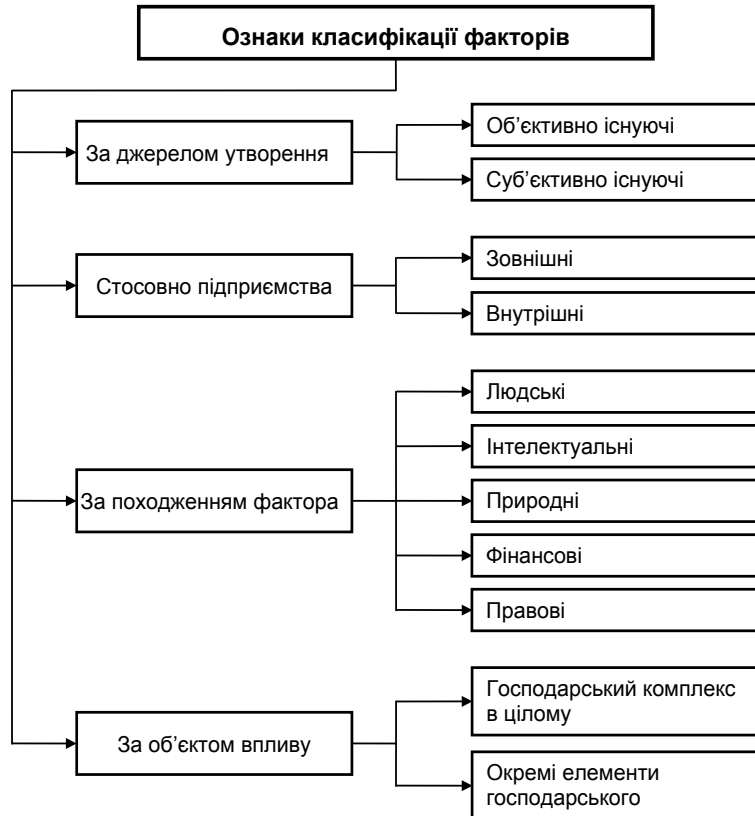 Ознаки класифікації факторів
За джерелом утворення
Об’єктивно існуючі
Суб’єктивно існуючі
Стосовно підприємства
Зовнішні
Внутрішні
За походженням фактора
Людські
Інтелектуальні
Природні
Фінансові
Правові
За об’єктом впливу
Господарський комплекс
в цілому
Окремі елементи
господарського